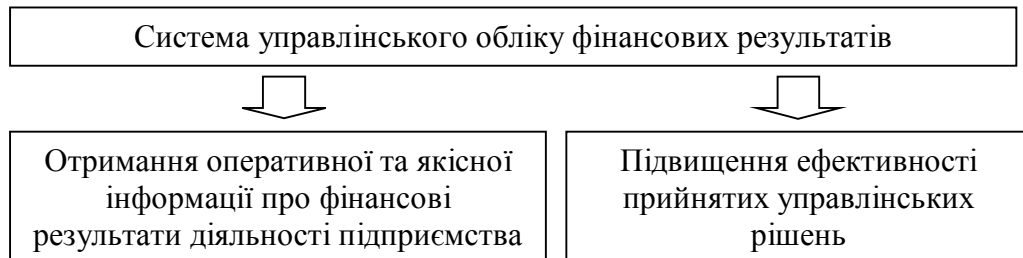 Система управлінського обліку фінансових результатів
Отримання оперативної та якісної
інформації про фінансові
результати діяльності підприємства
Підвищення ефективності
прийнятих управлінських
рішень